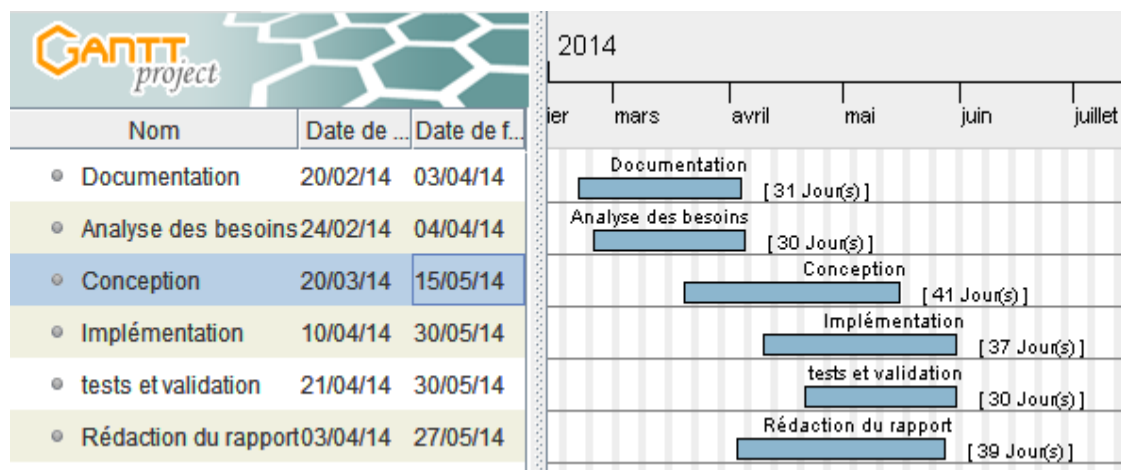 GANTT
project
2014
Nom Date de ... Date de f...
ier mars avril mai juin juillet
Documentation 20/02/14 03/04/14
Documentation
[ 31 Jour(s) ]
Analyse des besoins 24/02/14 04/04/14
Analyse des besoins
[ 30 Jour(s) ]
Conception 20/03/14 15/05/14
Conception
[ 41 Jour(s) ]
Implémentation 10/04/14 30/05/14
Implémentation
[ 37 Jour(s) ]
tests et validation 21/04/14 30/05/14
tests et validation
[ 30 Jour(s) ]
Rédaction du rapport 03/04/14 27/05/14
Rédaction du rapport
[ 39 Jour(s) ]